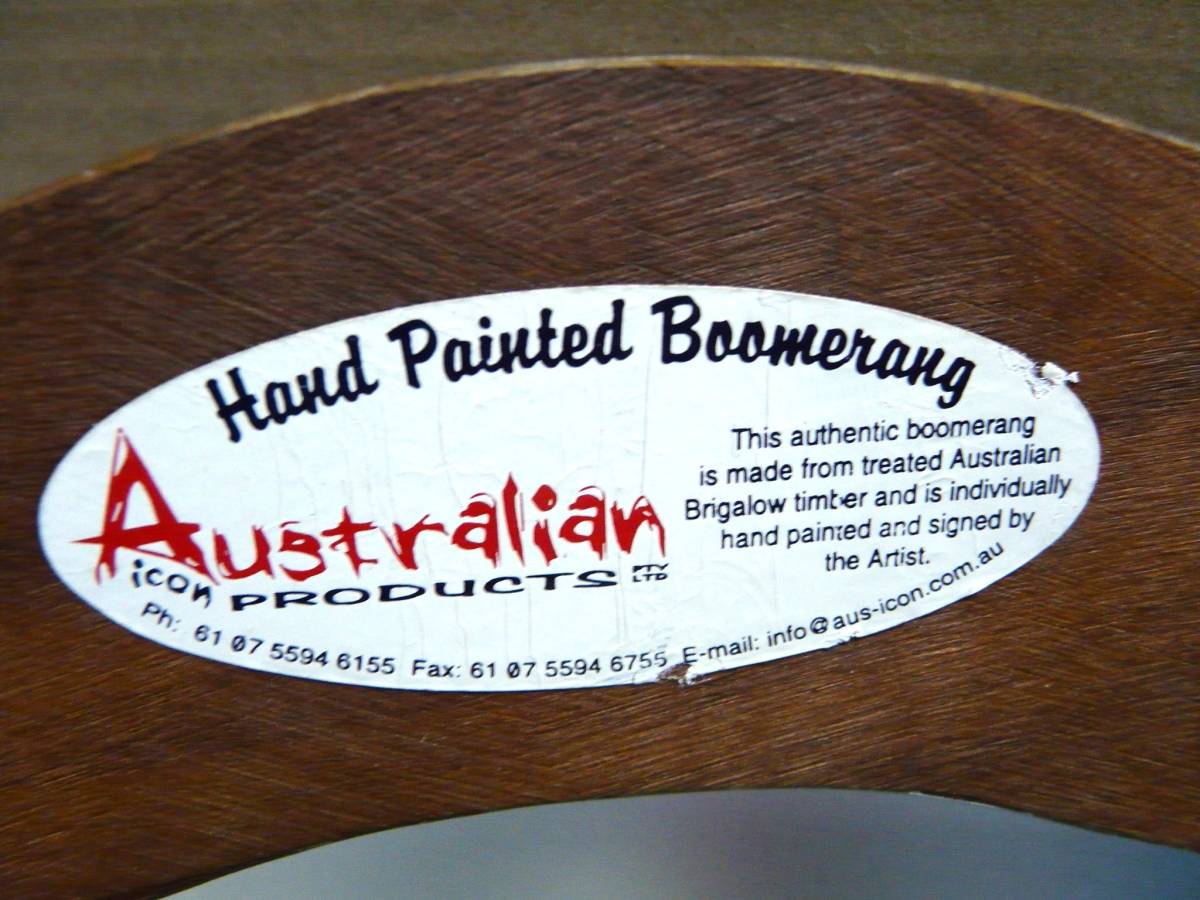 Hand Painted Boomerang
Australian
icon PRODUCTS PTY LTD
This authentic boomerang
is made from treated Australian
Brigalow timber and is individually
hand painted and signed by
the Artist.
Ph: 61 07 5594 6155 Fax: 61 07 5594 6755 E-mail: info@aus-icon.com.au